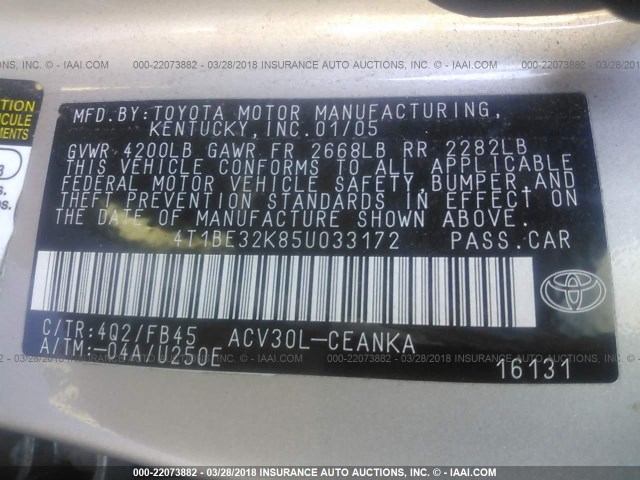 000-22073882 - 03/28/2018 INSURANCE AUTO AUCTIONS, INC. - © IAAI.COM
MFD.BY:TOYOTA MOTOR MANUFACTURING,
KENTUCKY, INC. 01/05
GVWR 4200LB GAWR FR 2668LB RR 2282LB
THIS VEHICLE CONFORMS TO ALL APPLICABLE
FEDERAL MOTOR VEHICLE SAFETY, BUMPER, AND
THEFT PREVENTION STANDARDS IN EFFECT ON
THE DATE OF MANUFACTURE SHOWN ABOVE.
4T1BE32K85U033172 PASS.CAR
C/TR:4Q2/FB45 ACV30L-CEANKA
A/TM:-04A/U250E
16131
TOYOTA
000-22073882 - 03/28/2018 INSURANCE AUTO AUCTIONS, INC. - © IAAI.COM